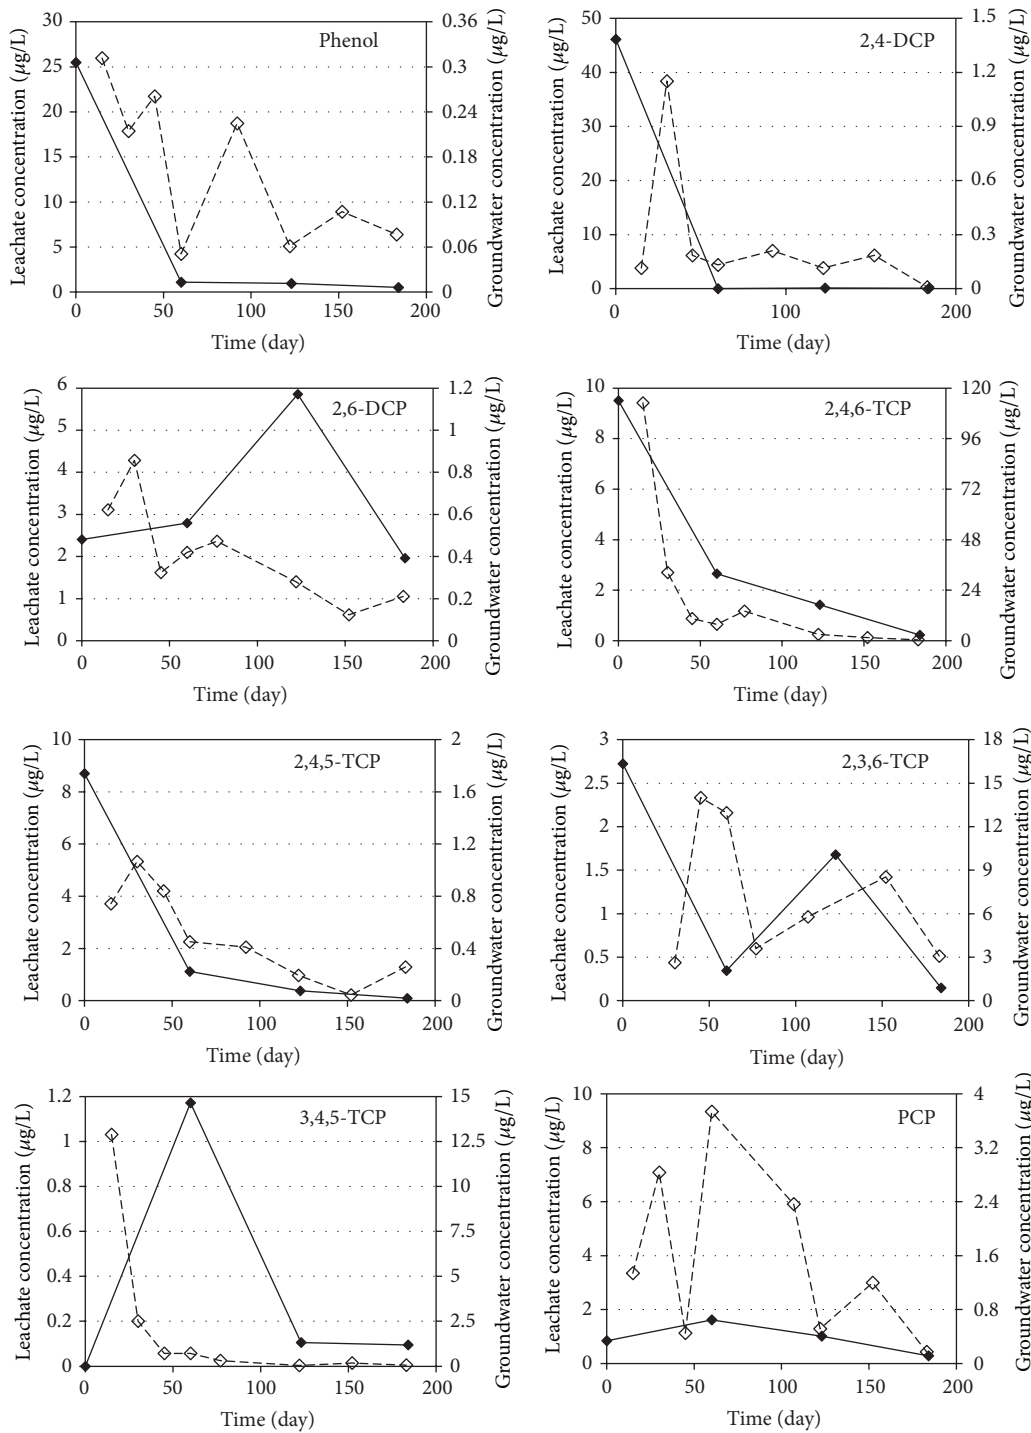 Phenol
Leachate concentration (μg/L)
30
25
20
15
10
5
0
0.36
0.3
0.24
0.18
0.12
0.06
0
Groundwater concentration (μg/L)
0 50 100 150 200
Time (day)
2,4-DCP
Leachate concentration (μg/L)
50
40
50
20
10
0
1.5
1.2
0.9
0.6
0.3
0
Groundwater concentration (μg/L)
0 50 100 150 200
Time (day)
2,6-DCP
Leachate concentration (μg/L)
6
5
4
3
2
1
0
1.2
1
0.8
0.6
0.4
0.2
0
Groundwater concentration (μg/L)
0 50 100 150 200
Time (day)
2,4,6-TCP
Leachate concentration (μg/L)
10
8
6
4
2
0
120
96
72
48
24
0
Groundwater concentration (μg/L)
0 50 100 150 200
Time (day)
2,4,5-TCP
Leachate concentration (μg/L)
10
8
6
4
2
0
2
1.6
1.2
0.8
0.4
0
Groundwater concentration (μg/L)
0 50 100 150 200
Time (day)
2,3,6-TCP
Leachate concentration (μg/L)
3
2.5
2
1.5
1
0.5
0
18
15
12
9
6
3
0
Groundwater concentration (μg/L)
0 50 100 150 200
Time (day)
3,4,5-TCP
Leachate concentration (μg/L)
1.2
1
0.8
0.6
0.4
0.2
0
15
12.5
10
7.5
5
2.5
0
Groundwater concentration (μg/L)
0 50 100 150 200
Time (day)
PCP
Leachate concentration (μg/L)
10
8
6
4
2
0
4
3.2
2.4
1.6
0.8
0
Groundwater concentration (μg/L)
0 50 100 150 200
Time (day)